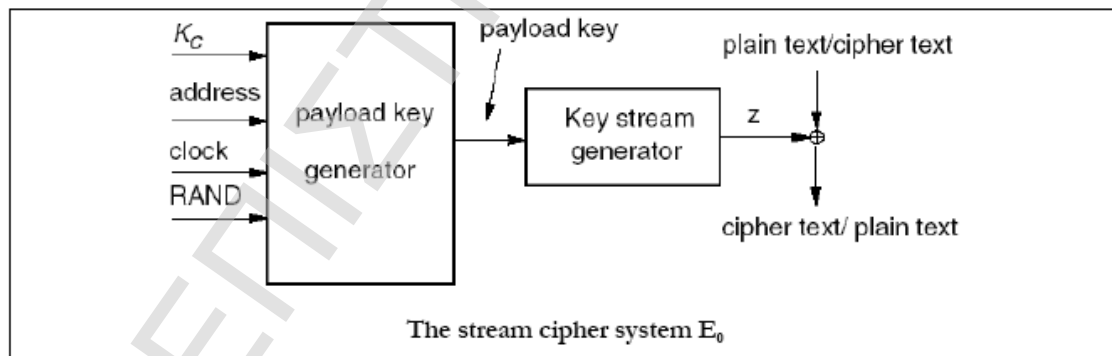 K_C
address
clock
RAND
payload key
generator
payload key
Key stream
generator
z
plain text/cipher text
cipher text/ plain text
The stream cipher system E₀